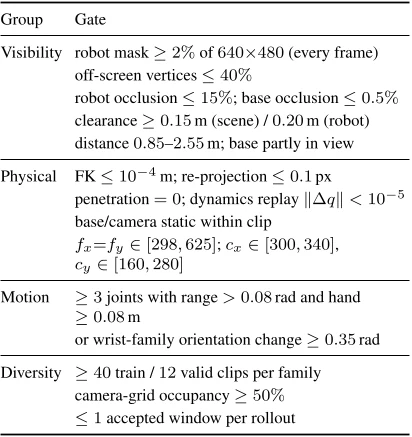 Group Gate
Visibility robot mask ≥ 2% of 640×480 (every frame)
off-screen vertices ≤ 40%
robot occlusion ≤ 15%; base occlusion ≤ 0.5%
clearance ≥ 0.15 m (scene) / 0.20 m (robot)
distance 0.85–2.55 m; base partly in view
Physical FK ≤ 10⁻⁴ m; re-projection ≤ 0.1 px
penetration = 0; dynamics replay ∥Δq∥ < 10⁻⁵
base/camera static within clip
fₓ=f_y ∈ [298, 625]; cₓ ∈ [300, 340],
c_y ∈ [160, 280]
Motion ≥ 3 joints with range > 0.08 rad and hand
≥ 0.08 m
or wrist-family orientation change ≥ 0.35 rad
Diversity ≥ 40 train / 12 valid clips per family
camera-grid occupancy ≥ 50%
≤ 1 accepted window per rollout